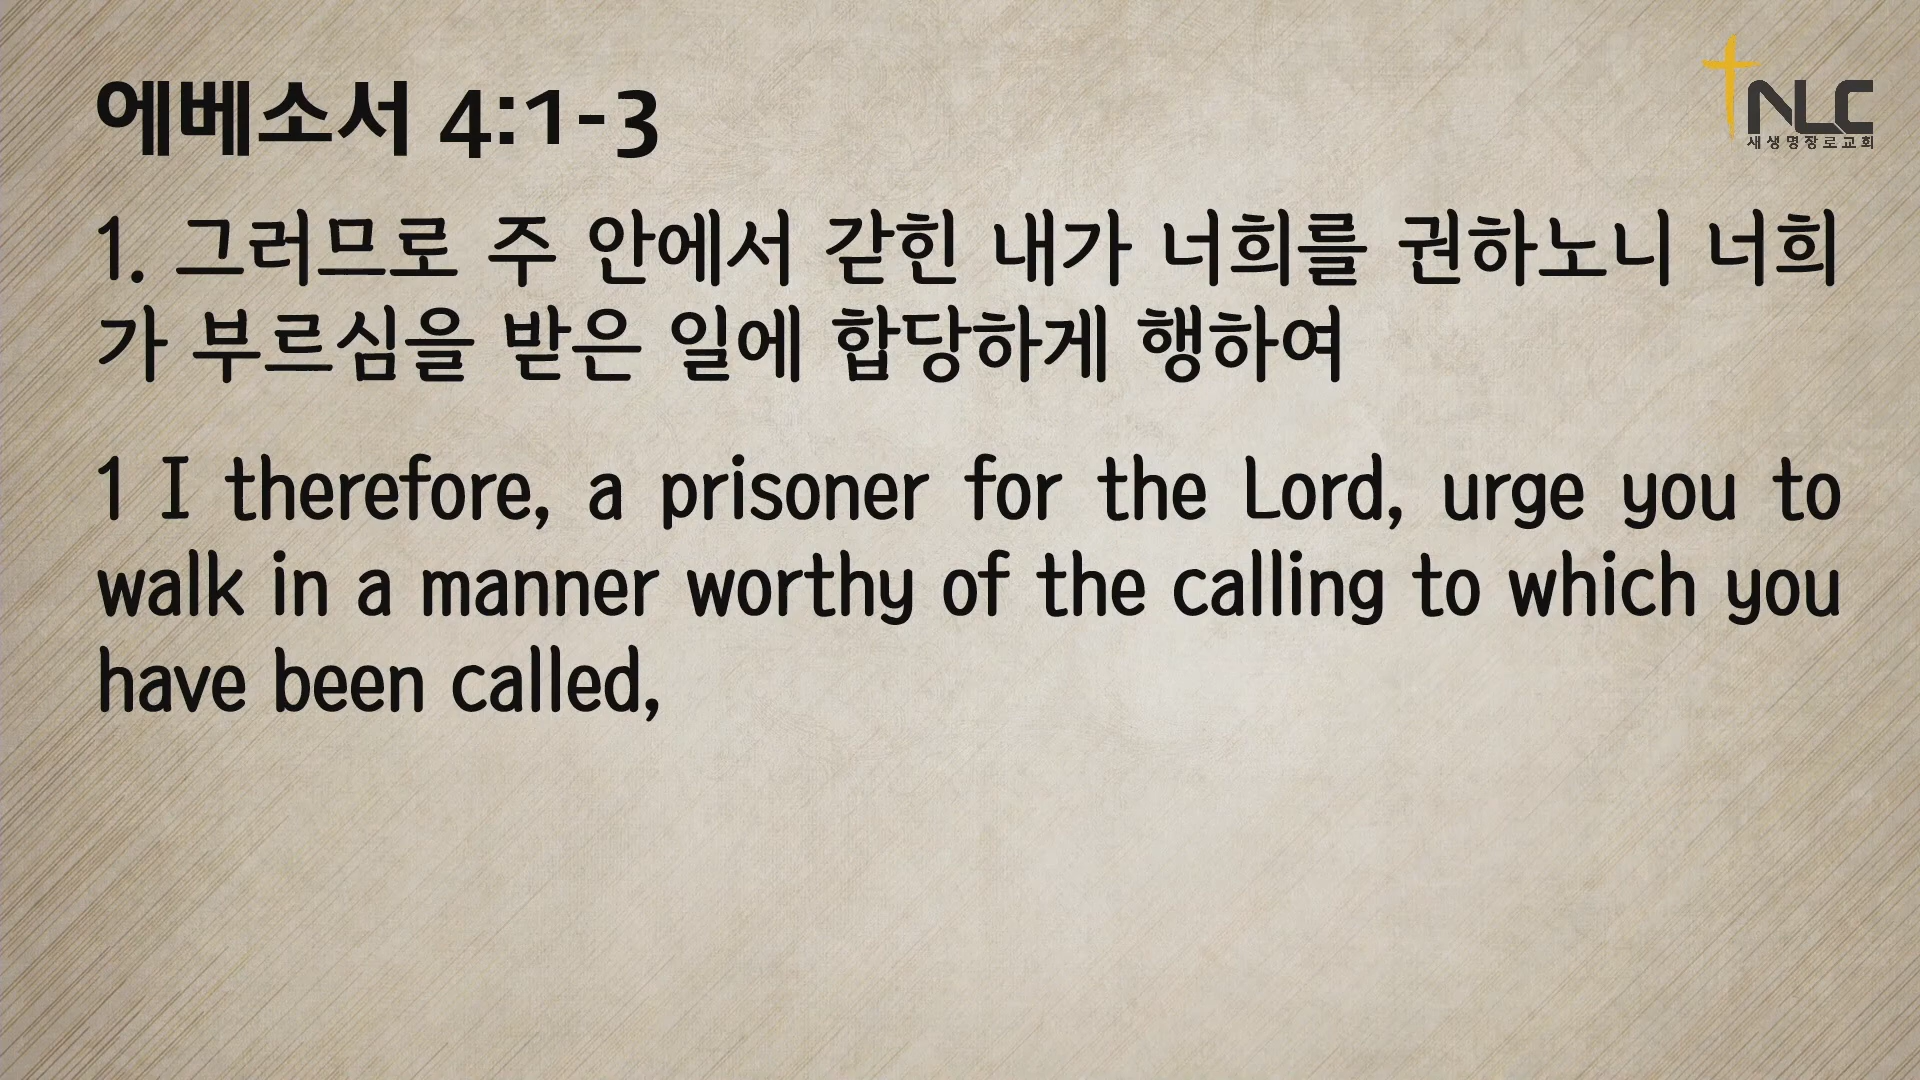 에베소서 4:1-3
NLC
새생명장로교회
1. 그러므로 주 안에서 갇힌 내가 너희를 권하노니 너희
가 부르심을 받은 일에 합당하게 행하여
1 I therefore, a prisoner for the Lord, urge you to
walk in a manner worthy of the calling to which you
have been called,